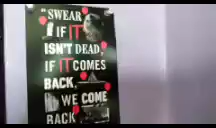 "SWEAR
IF IT
ISN'T DEAD,
IF IT COMES
BACK,
WE COME
BACK